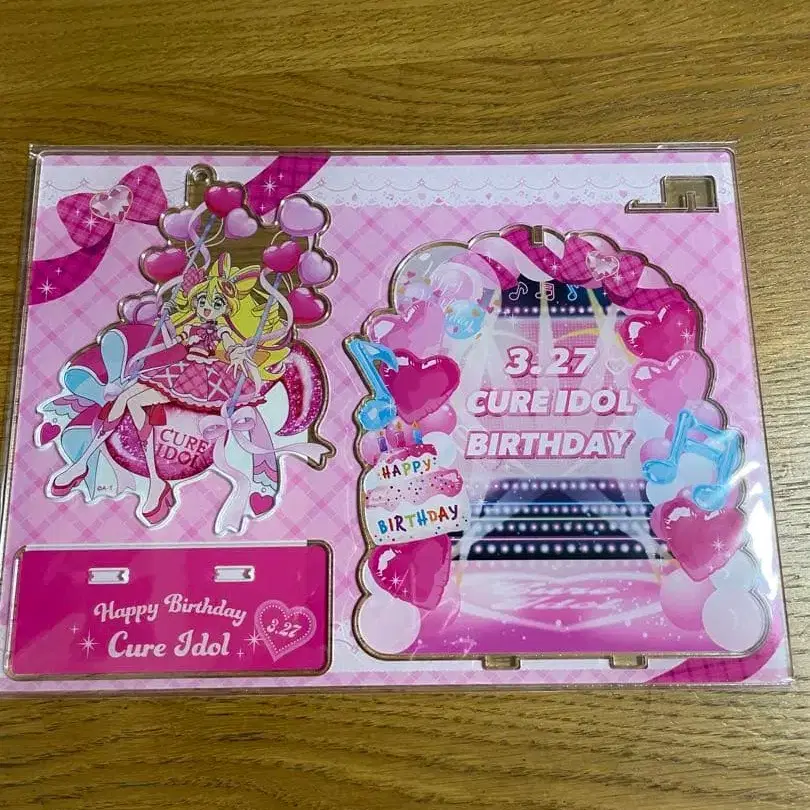 CURE
IDOL
©A-T
Happy Birthday
Cure Idol
3.27
3.27
CURE IDOL
BIRTHDAY
HAPPY
BIRTHDAY